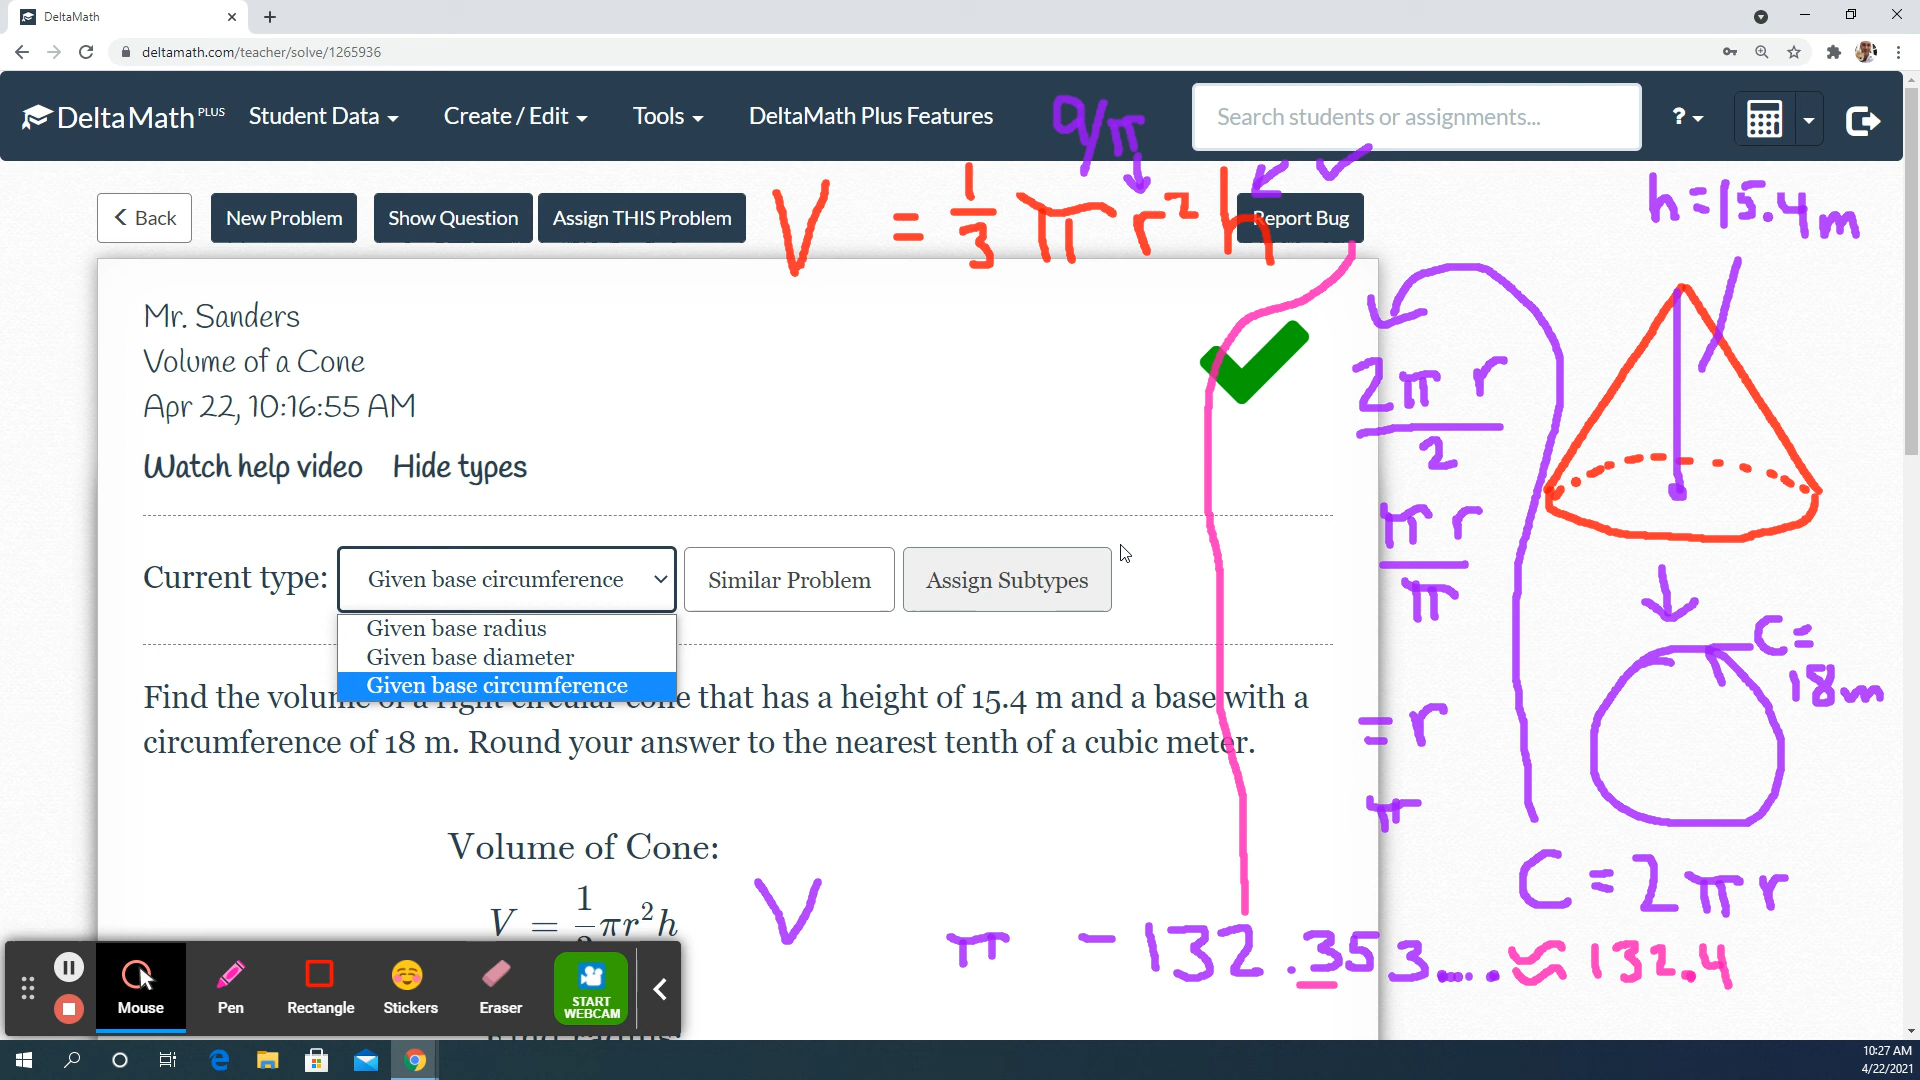 DeltaMath
deltamath.com/teacher/solve/1265936
DeltaMath PLUS Student Data Create / Edit Tools DeltaMath Plus Features Search students or assignments... ?
9/π
Back New Problem Show Question Assign THIS Problem Report Bug
V = 1/3 π r² h
h = 15.4 m
Mr. Sanders
Volume of a Cone
Apr 22, 10:16:55 AM
Watch help video Hide types
2πr
2
πr
π
Current type: Given base circumference Similar Problem Assign Subtypes
Given base radius
Given base diameter
Given base circumference
C =
18 m
Find the volume of a right circular cone that has a height of 15.4 m and a base with a
circumference of 18 m. Round your answer to the nearest tenth of a cubic meter.
= r
π
Volume of Cone:
V = 1/3 πr²h
C = 2πr
V π - 132.353.... ≈ 132.4
Mouse Pen Rectangle Stickers Eraser START WEBCAM
10:27 AM
4/22/2021